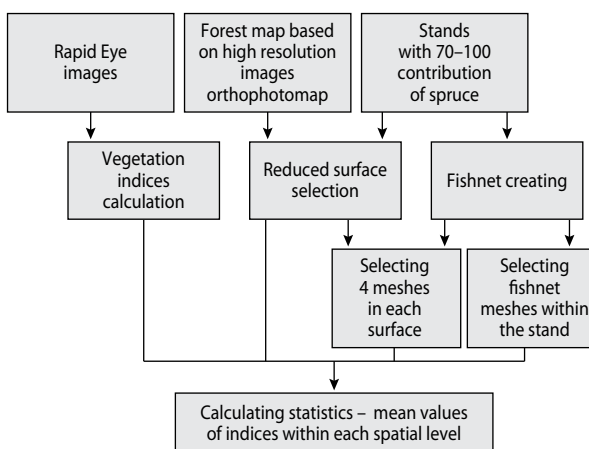 Rapid Eye
images
Forest map based
on high resolution
images
orthophotomap
Stands
with 70–100
contribution
of spruce
Vegetation
indices
calculation
Reduced surface
selection
Fishnet creating
Selecting
4 meshes
in each
surface
Selecting
fishnet
meshes within
the stand
Calculating statistics – mean values
of indices within each spatial level